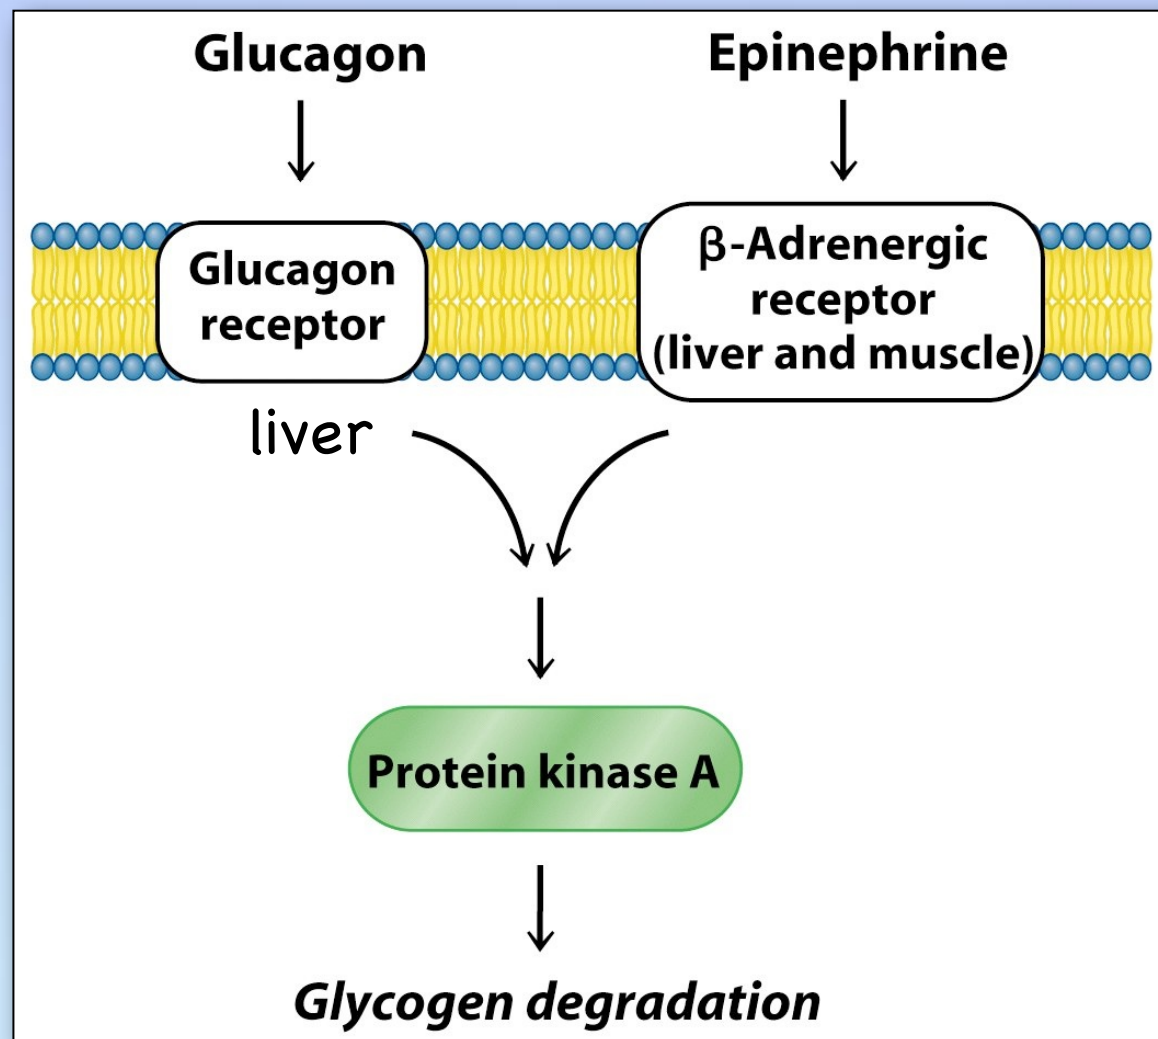 Glucagon
Epinephrine
Glucagon
receptor
β-Adrenergic
receptor
(liver and muscle)
liver
Protein kinase A
Glycogen degradation